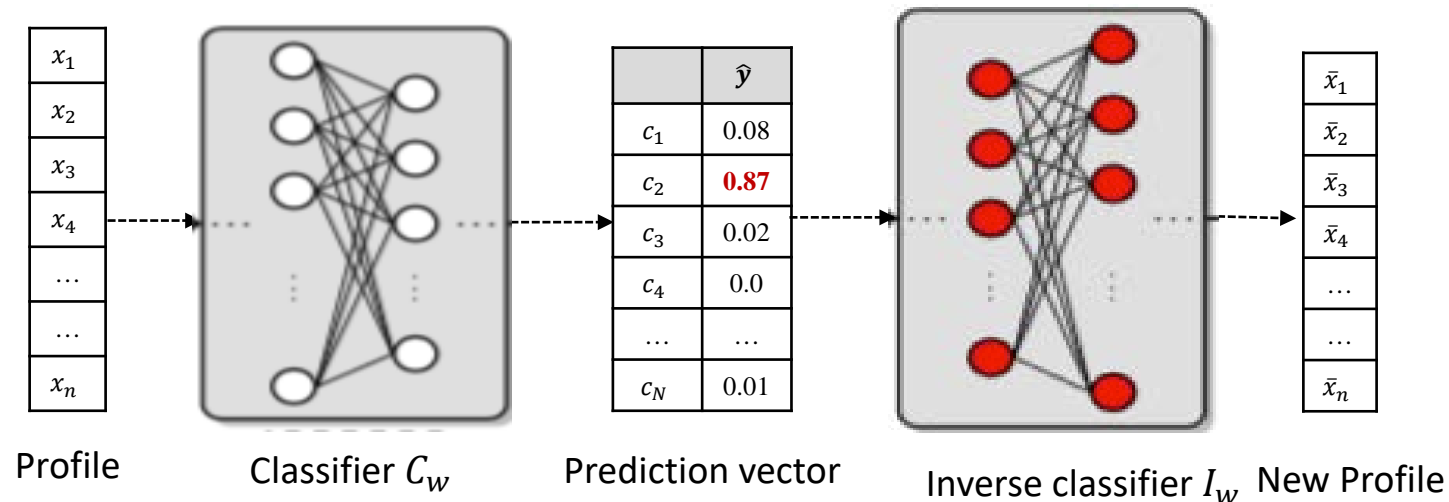 x₁
x₂
x₃
x₄
…
…
xₙ
Profile
Classifier C_w
ŷ
c₁ 0.08
c₂ 0.87
c₃ 0.02
c₄ 0.0
… …
c_N 0.01
Prediction vector
Inverse classifier I_w
x̄₁
x̄₂
x̄₃
x̄₄
…
…
x̄ₙ
New Profile